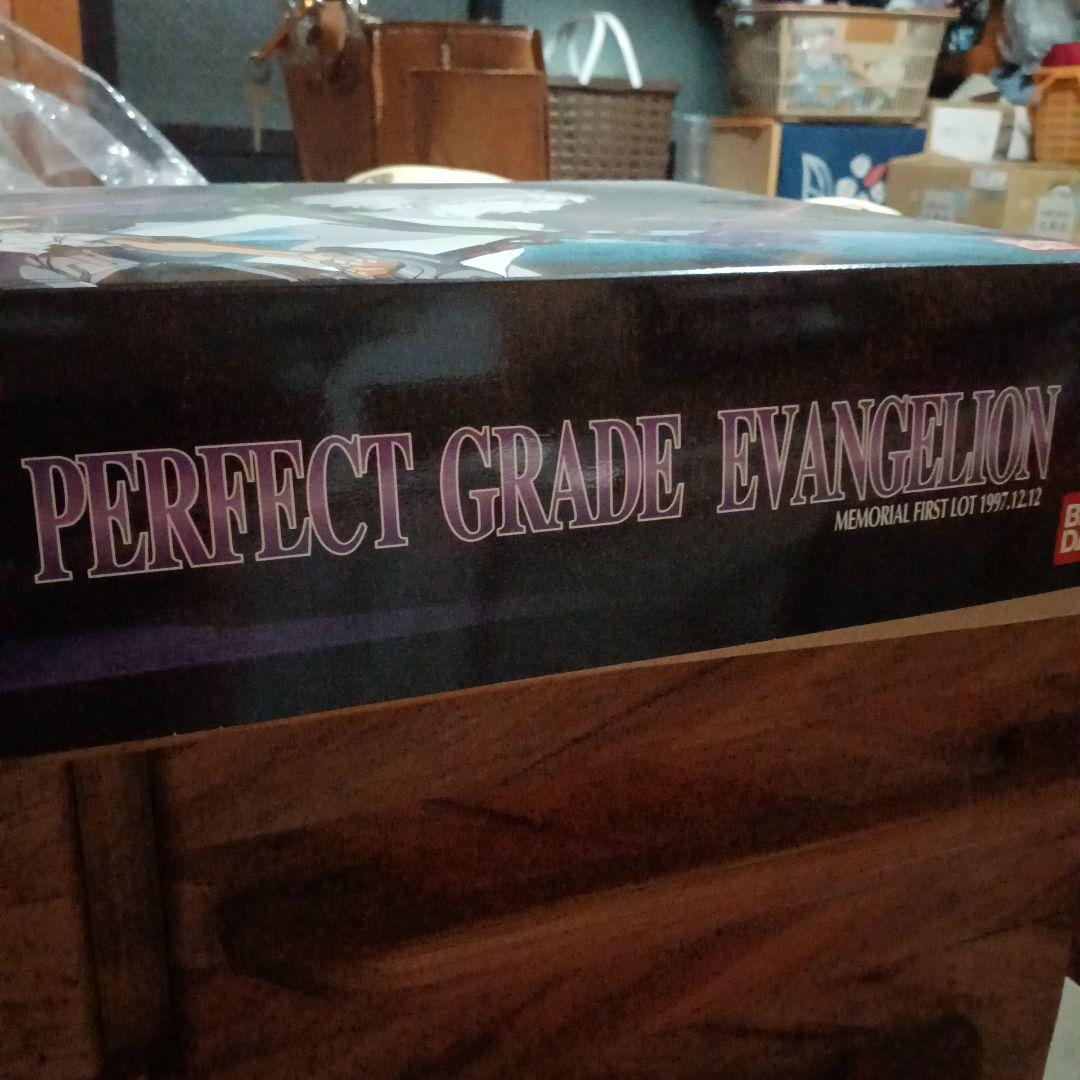 PERFECT GRADE EVANGELION
MEMORIAL FIRST LOT 1997.12.12